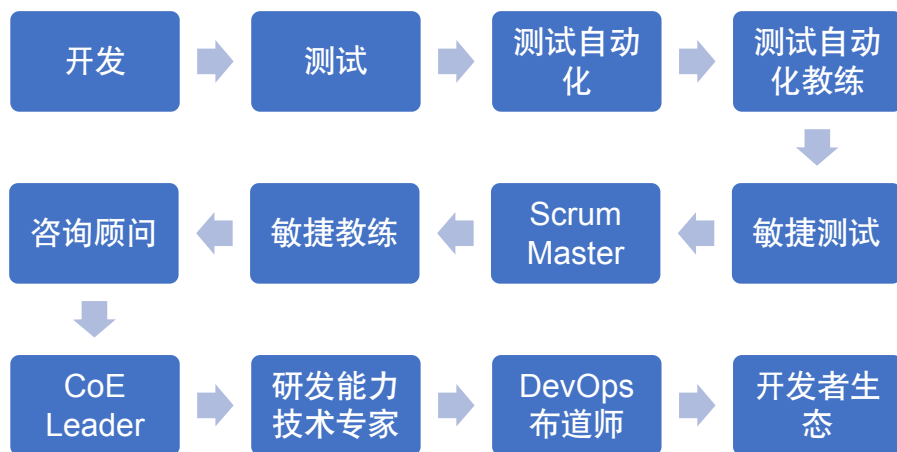 开发
测试
测试自动
化
测试自动
化教练
敏捷测试
Scrum
Master
敏捷教练
咨询顾问
CoE
Leader
研发能力
技术专家
DevOps
布道师
开发者生
态